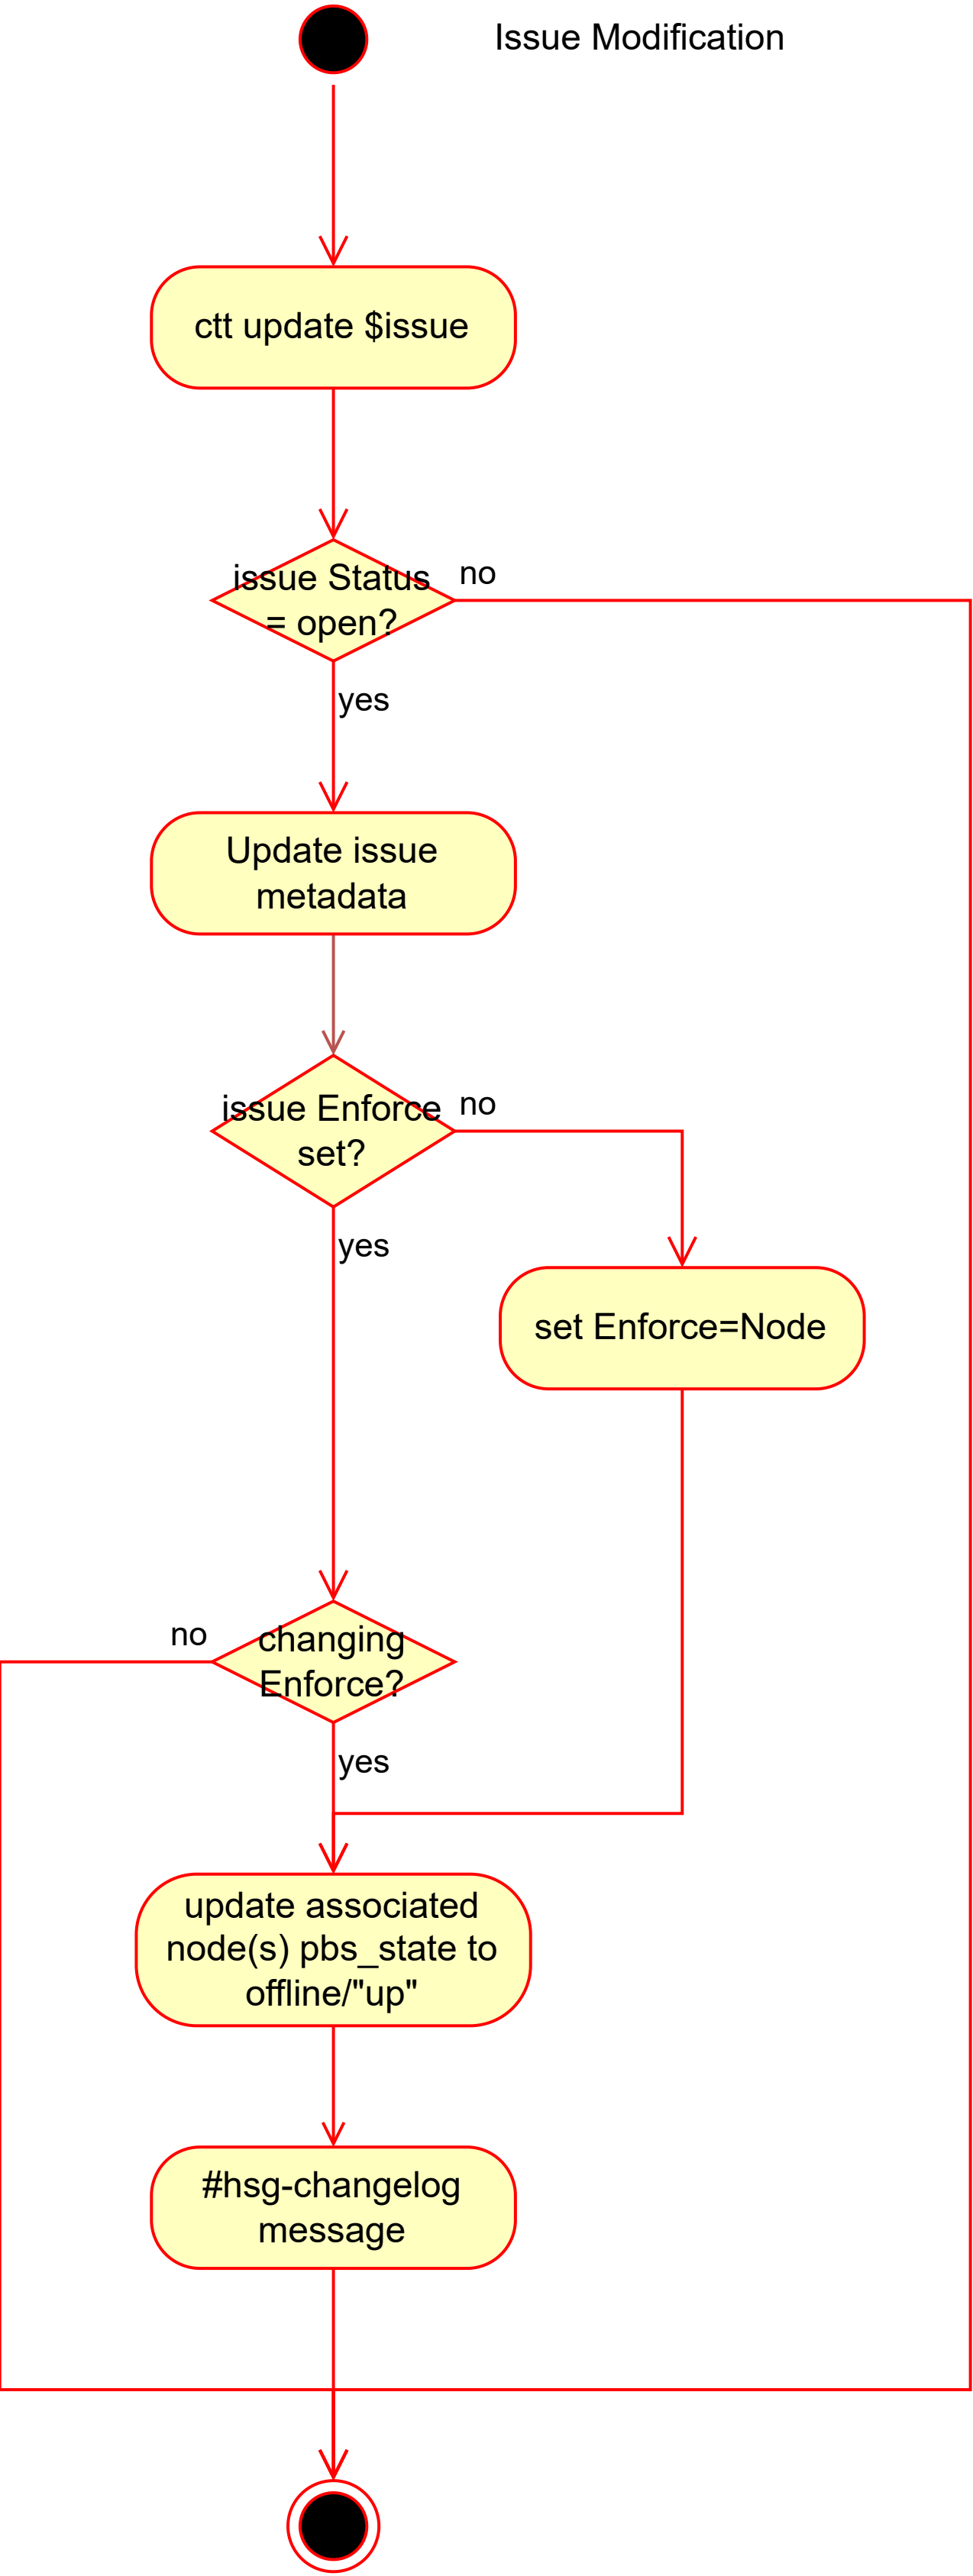 Issue Modification
ctt update $issue
issue Status
= open?
no
yes
Update issue
metadata
issue Enforce
set?
no
yes
set Enforce=Node
no
changing
Enforce?
yes
update associated
node(s) pbs_state to
offline/"up"
#hsg-changelog
message